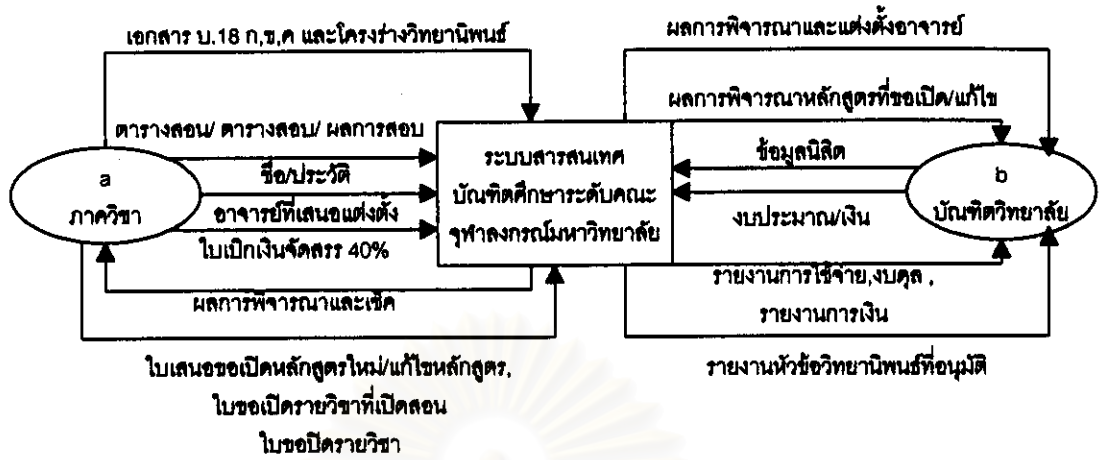 เอกสาร บ.18 ก,ข,ค และโครงร่างวิทยานิพนธ์
ผลการพิจารณาและแต่งตั้งอาจารย์
ผลการพิจารณาหลักสูตรที่ขอเปิด/แก้ไข
ตารางสอน/ ตารางสอบ/ ผลการสอบ
ชื่อ/ประวัติ
อาจารย์ที่เสนอแต่งตั้ง
ใบเบิกเงินจัดสรร 40%
a
ภาควิชา
ระบบสารสนเทศ
บัณฑิตศึกษาระดับคณะ
จุฬาลงกรณ์มหาวิทยาลัย
ข้อมูลนิสิต
งบประมาณ/เงิน
b
บัณฑิตวิทยาลัย
ผลการพิจารณาและเช็ค
รายงานการใช้จ่าย,งบดุล ,
รายงานการเงิน
ใบเสนอขอเปิดหลักสูตรใหม่/แก้ไขหลักสูตร,
ใบขอเปิดรายวิชาที่เปิดสอน
ใบขอปิดรายวิชา
รายงานหัวข้อวิทยานิพนธ์ที่อนุมัติ